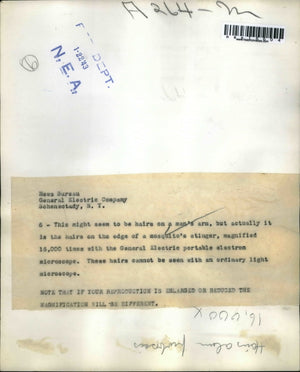 A264-M
DEPT.
1-2243
N.E.A.
News Bureau
General Electric Company
Schenectady, N. Y.
6 - This might seem to be hairs on a man's arm, but actually it
is the hairs on the edge of a mosquito's stinger, magnified
16,000 times with the General Electric portable electron
microscope. These hairs cannot be seen with an ordinary light
microscope.
NOTE THAT IF YOUR REPRODUCTION IS ENLARGED OR REDUCED THE
MAGNIFICATION WILL BE DIFFERENT.
16,000 X